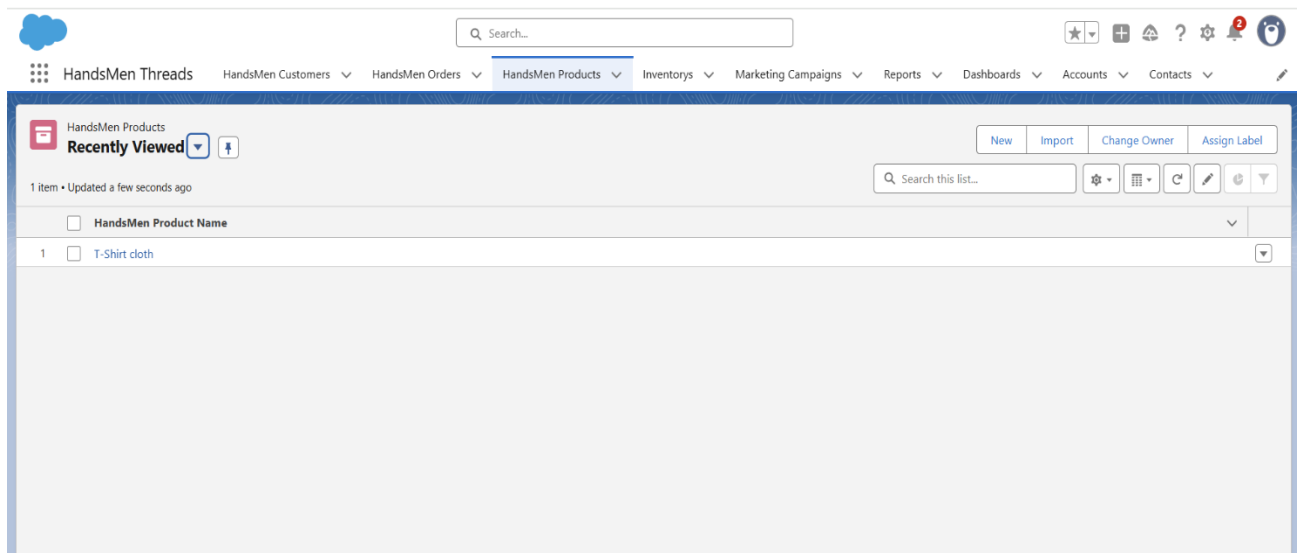 Search...
2
HandsMen Threads HandsMen Customers HandsMen Orders HandsMen Products Inventorys Marketing Campaigns Reports Dashboards Accounts Contacts
HandsMen Products
Recently Viewed
New Import Change Owner Assign Label
1 item • Updated a few seconds ago
Search this list...
HandsMen Product Name
1 T-Shirt cloth